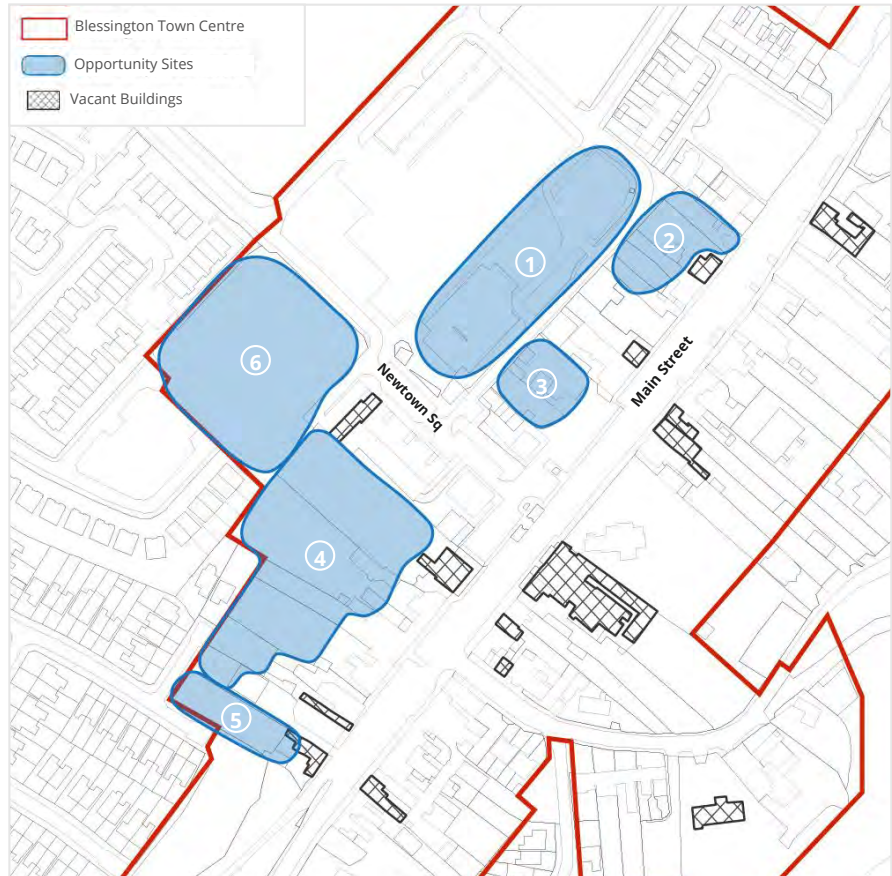 Blessington Town Centre
Opportunity Sites
Vacant Buildings
1
2
3
4
5
6
Newtown Sq
Main Street